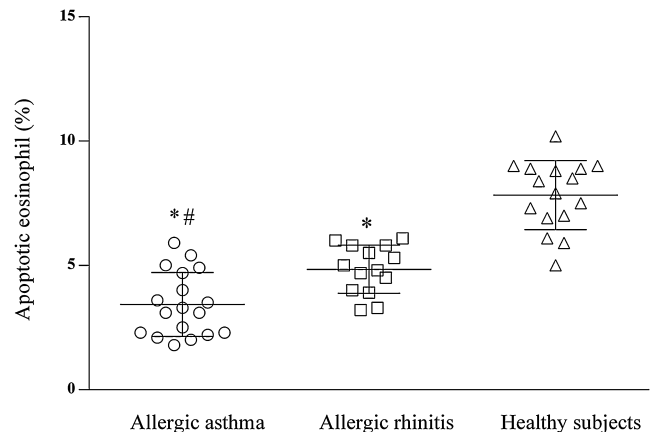 15
10
5
0
Apoptotic eosinophil (%)
*#
*
Allergic asthma
Allergic rhinitis
Healthy subjects